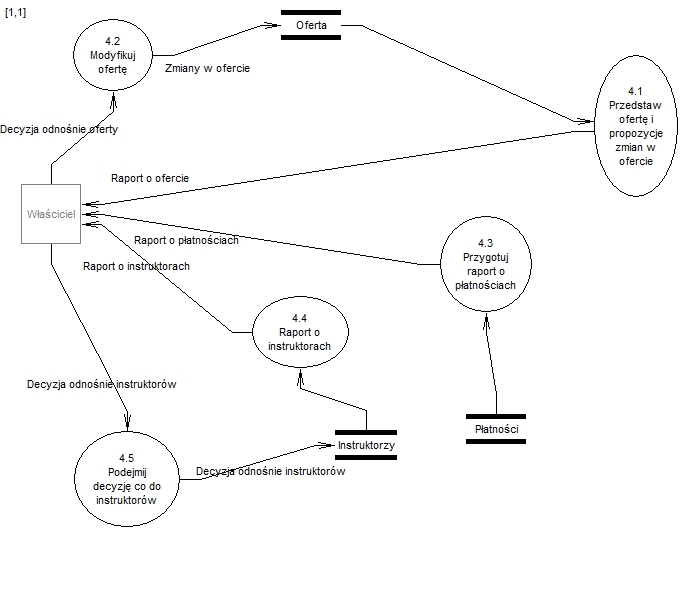 [1,1]
Oferta
4.2
Modyfikuj
ofertę
Zmiany w ofercie
4.1
Przedstaw
ofertę i
propozycje
zmian w
ofercie
Decyzja odnośnie oferty
Raport o ofercie
Właściciel
Raport o płatnościach
4.3
Przygotuj
raport o
płatnościach
Raport o instruktorach
4.4
Raport o
instruktorach
Decyzja odnośnie instruktorów
Płatności
Instruktorzy
4.5
Podejmij
decyzję co do
instruktorów
Decyzja odnośnie instruktorów